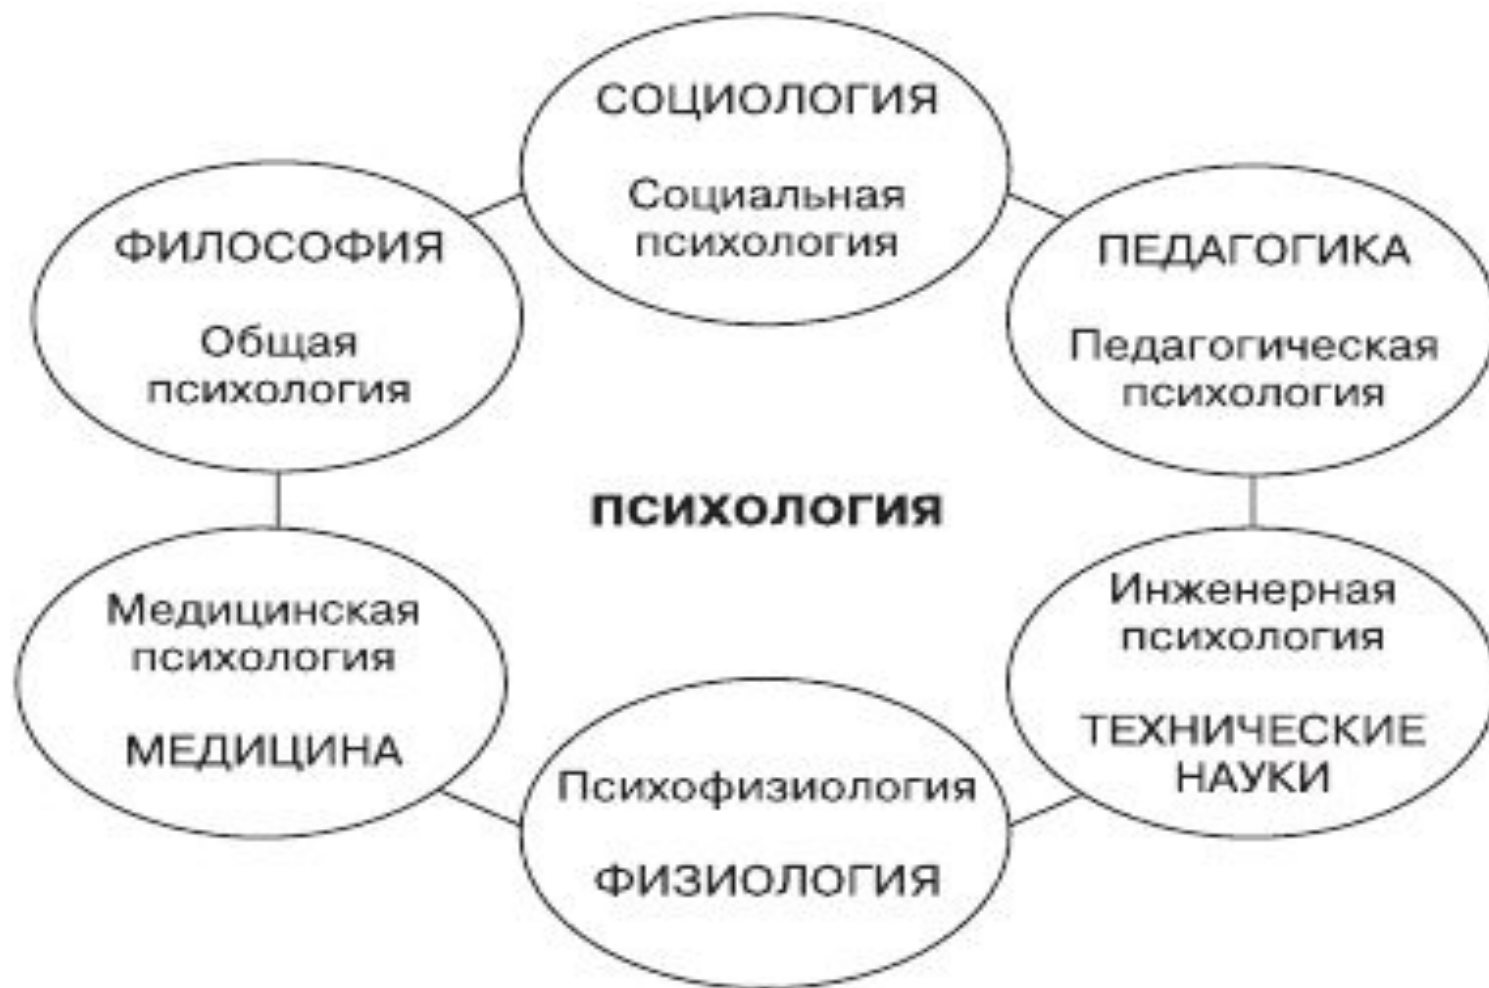 СОЦИОЛОГИЯ
Социальная
психология
ФИЛОСОФИЯ
Общая
психология
ПЕДАГОГИКА
Педагогическая
психология
ПСИХОЛОГИЯ
Медицинская
психология
МЕДИЦИНА
Инженерная
психология
ТЕХНИЧЕСКИЕ
НАУКИ
Психофизиология
ФИЗИОЛОГИЯ